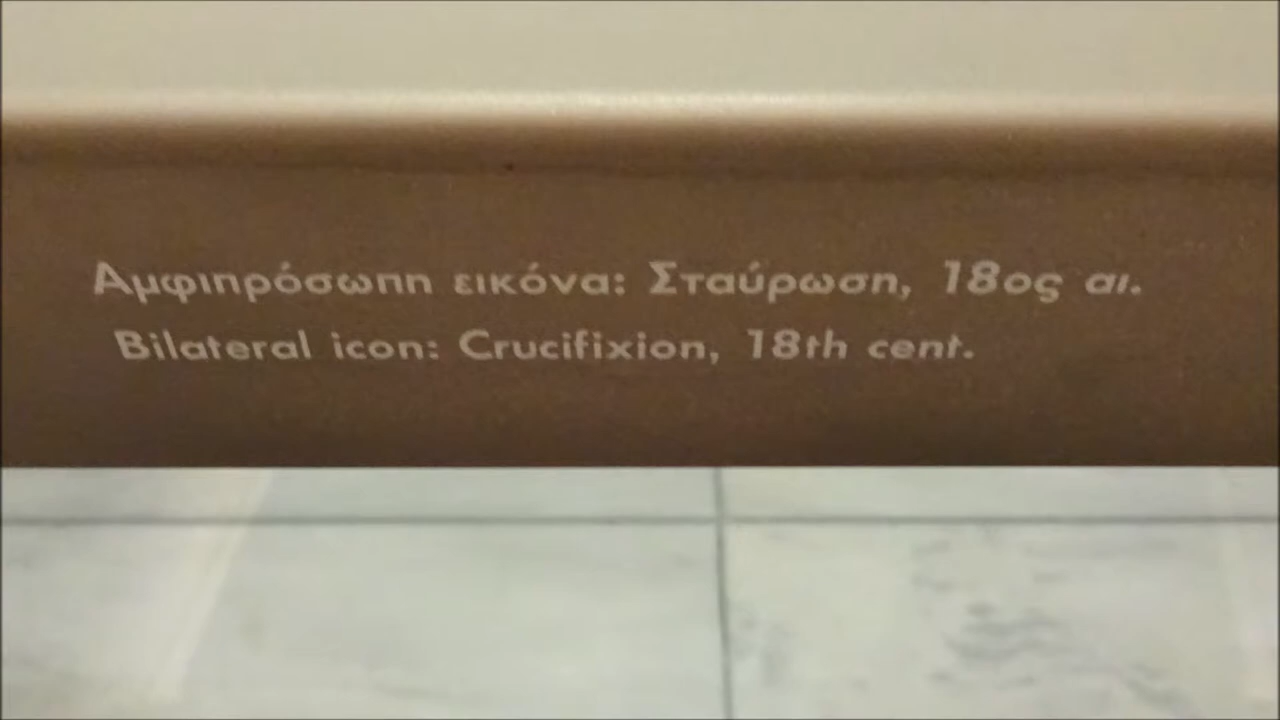 Αμφιπρόσωπη εικόνα: Σταύρωση, 18ος αι.
Bilateral icon: Crucifixion, 18th cent.